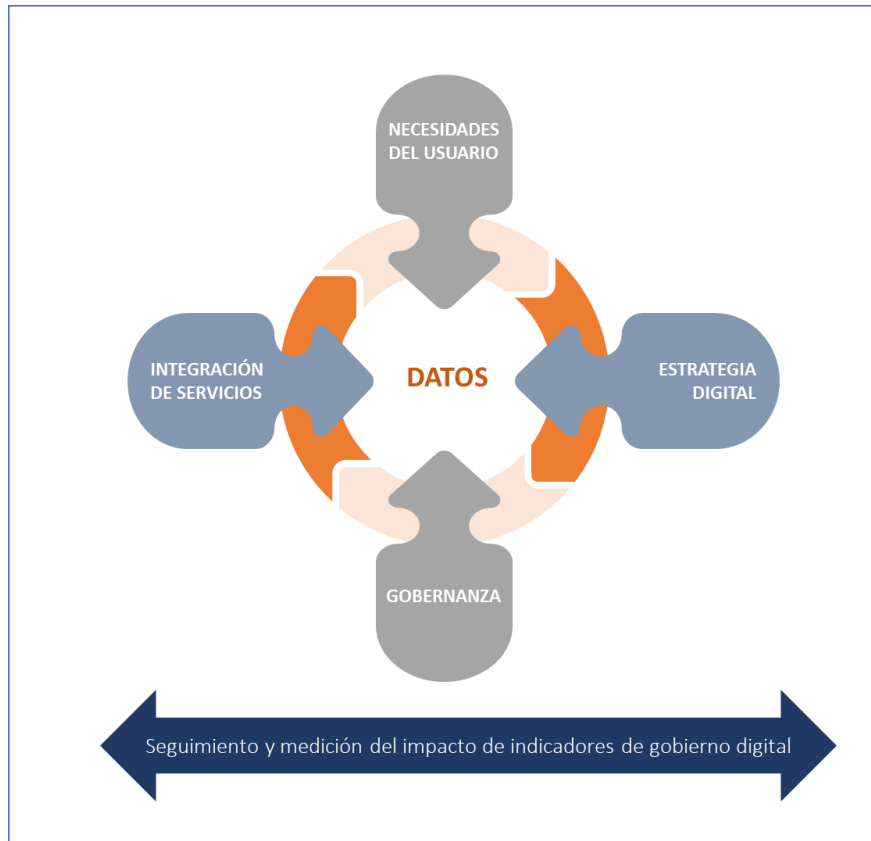 NECESIDADES
DEL USUARIO
INTEGRACIÓN
DE SERVICIOS
DATOS
ESTRATEGIA
DIGITAL
GOBERNANZA
Seguimiento y medición del impacto de indicadores de gobierno digital